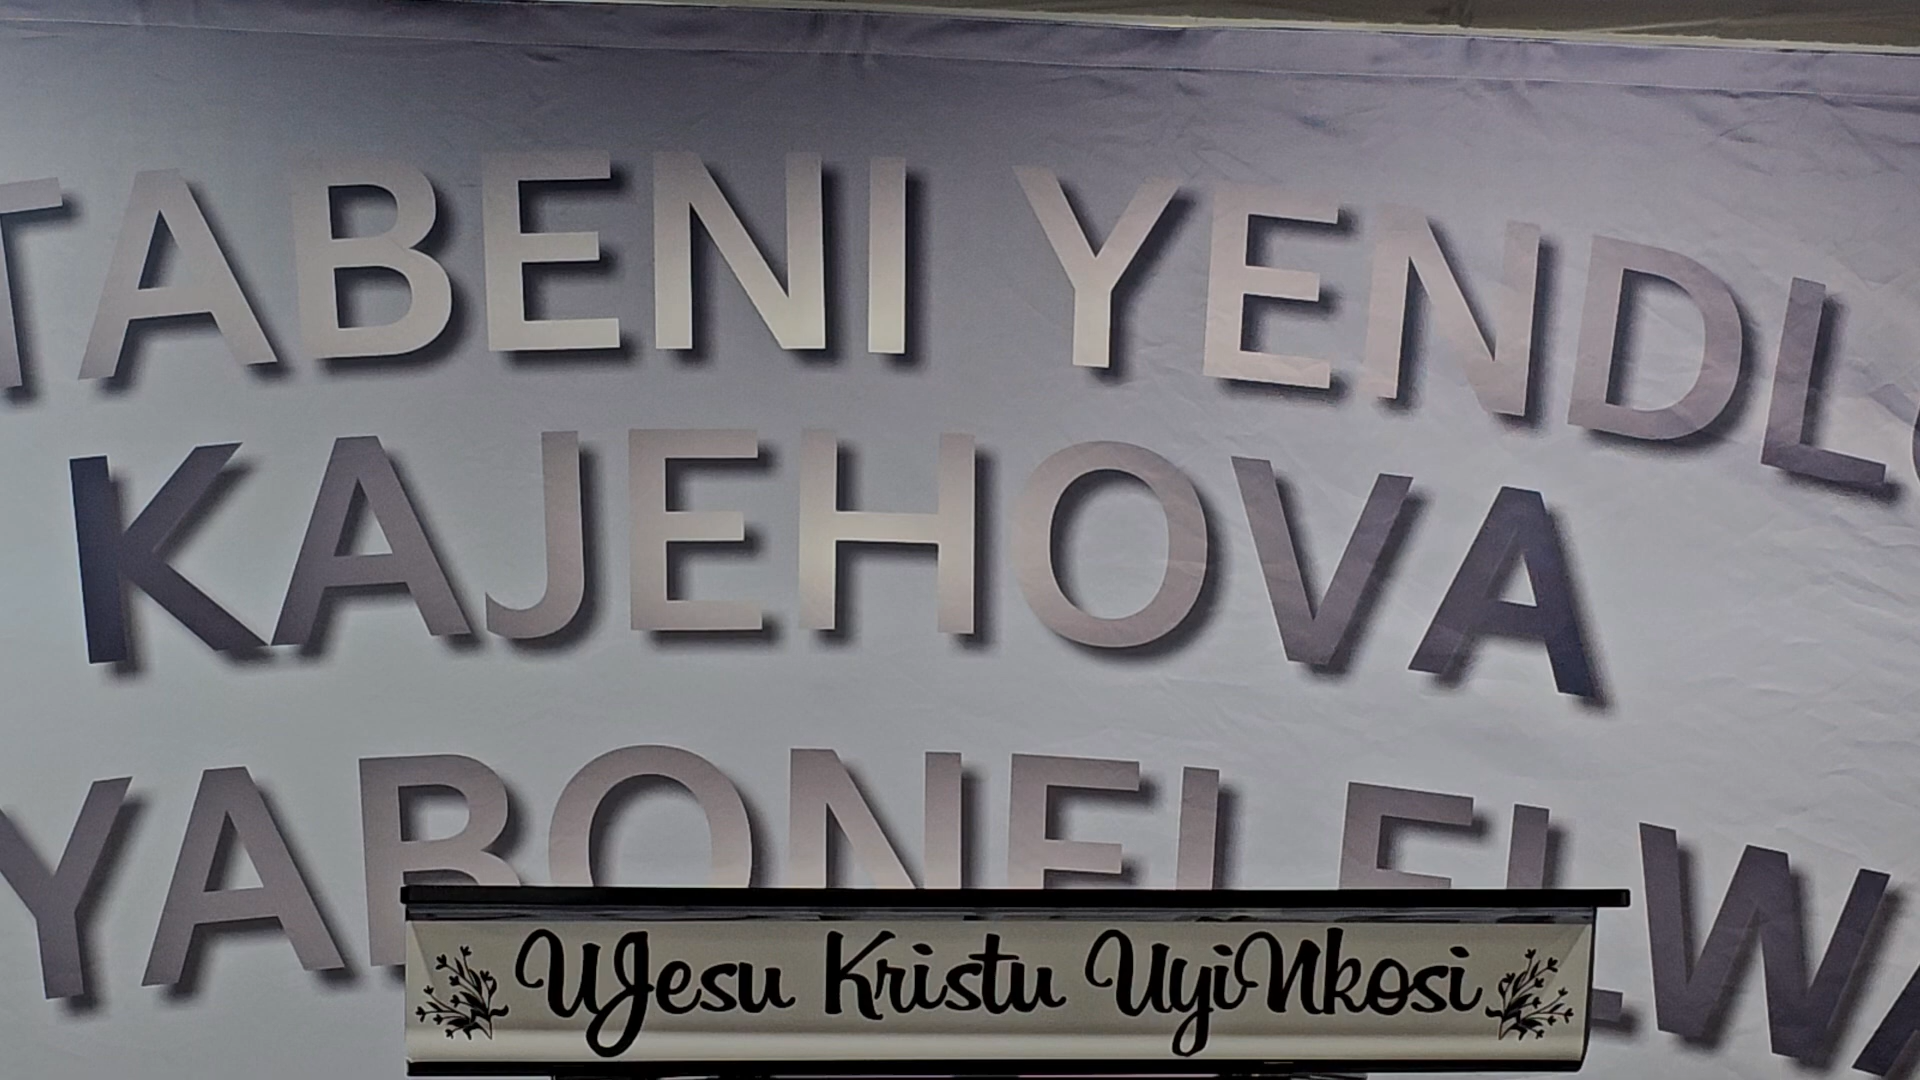 TABENI YENDL
KAJEHOVA
YABONELELWA
UJesu Kristu UyiNkosi